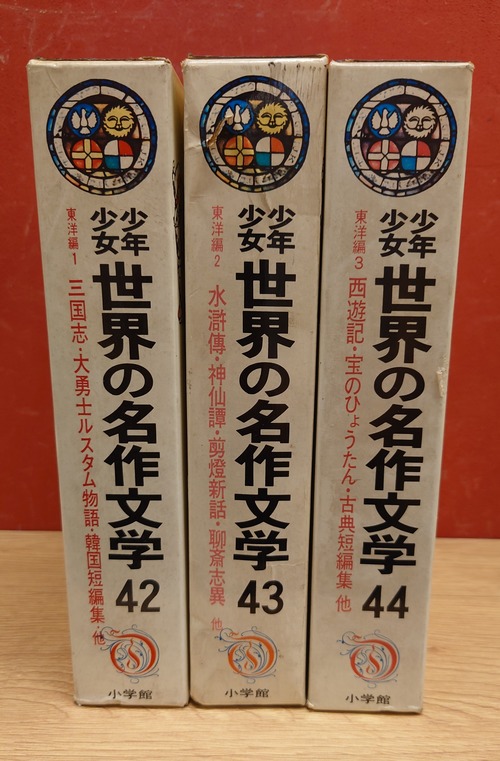 東洋編1
少年少女
世界の名作文学
42
三国志・大勇士ルスタム物語・韓国短編集・他
小学館
東洋編2
少年少女
世界の名作文学
43
水滸傳・神仙譚・剪燈新話・聊斎志異 他
小学館
東洋編3
少年少女
世界の名作文学
44
西遊記・宝のひょうたん・古典短編集 他
小学館